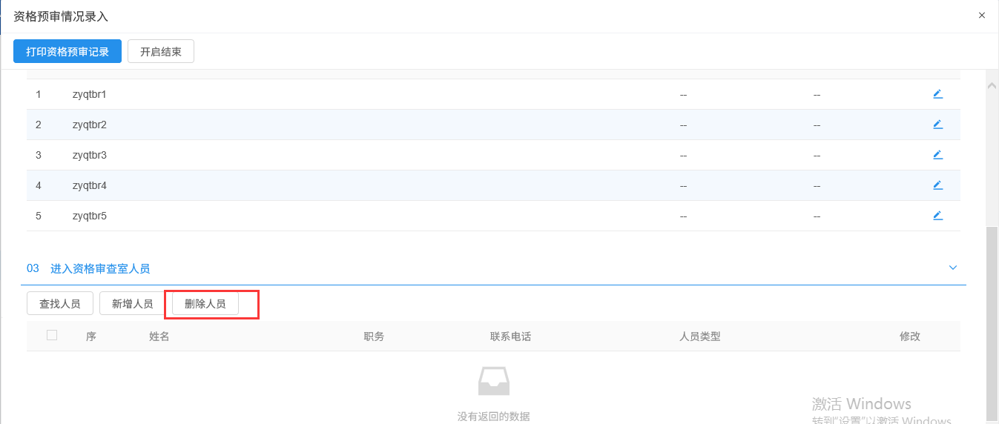 资格预审情况录入
打印资格预审记录 开启结束
1 zyqtbr1 -- --
2 zyqtbr2 -- --
3 zyqtbr3 -- --
4 zyqtbr4 -- --
5 zyqtbr5 -- --
03 进入资格审查室人员
查找人员 新增人员 删除人员
序 姓名 职务 联系电话 人员类型 修改
没有返回的数据
激活 Windows
转到“设置”以激活 Windows